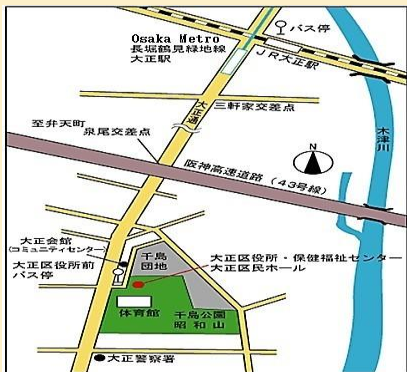 Osaka Metro
長堀鶴見緑地線
大正駅
バス停
JR大正駅
大正通
三軒家交差点
木津川
至弁天町
泉尾交差点
阪神高速道路(43号線)
N
大正会館
(コミュニティセンター)
大正区役所前
バス停
千島
団地
大正区役所・保健福祉センター
大正区民ホール
体育館
千島公園
昭和山
大正警察署